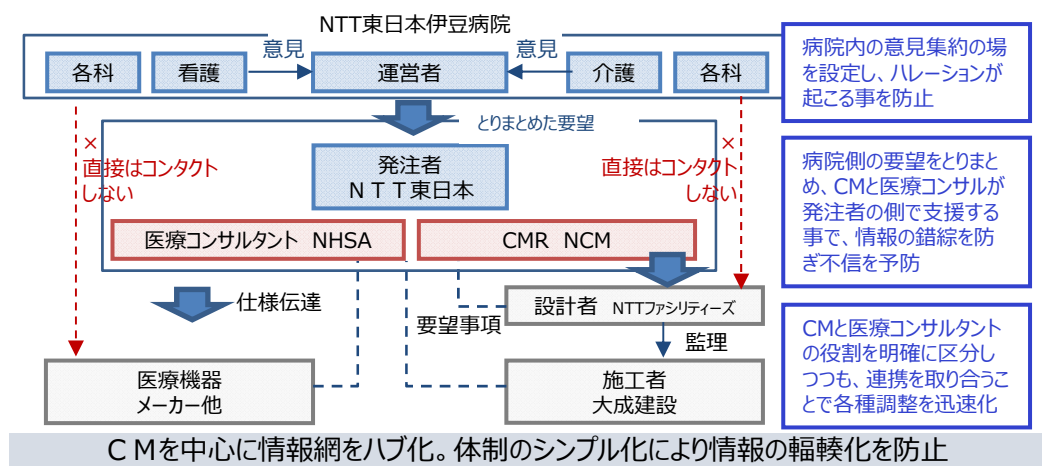 NTT東日本伊豆病院
各科
看護
意見
運営者
意見
介護
各科
病院内の意見集約の場
を設定し、ハレーションが
起こる事を防止
とりまとめた要望
×
直接はコンタクト
しない
発注者
ＮＴＴ東日本
×
直接はコンタクト
しない
病院側の要望をとりまと
め、CMと医療コンサルが
発注者の側で支援する
事で、情報の錯綜を防
ぎ不信を予防
医療コンサルタント NHSA
CMR NCM
仕様伝達
要望事項
設計者 NTTファシリティーズ
監理
医療機器
メーカー他
施工者
大成建設
CMと医療コンサルタント
の役割を明確に区分し
つつも、連携を取り合うこ
とで各種調整を迅速化
ＣＭを中心に情報網をハブ化。体制のシンプル化により情報の輻輳化を防止